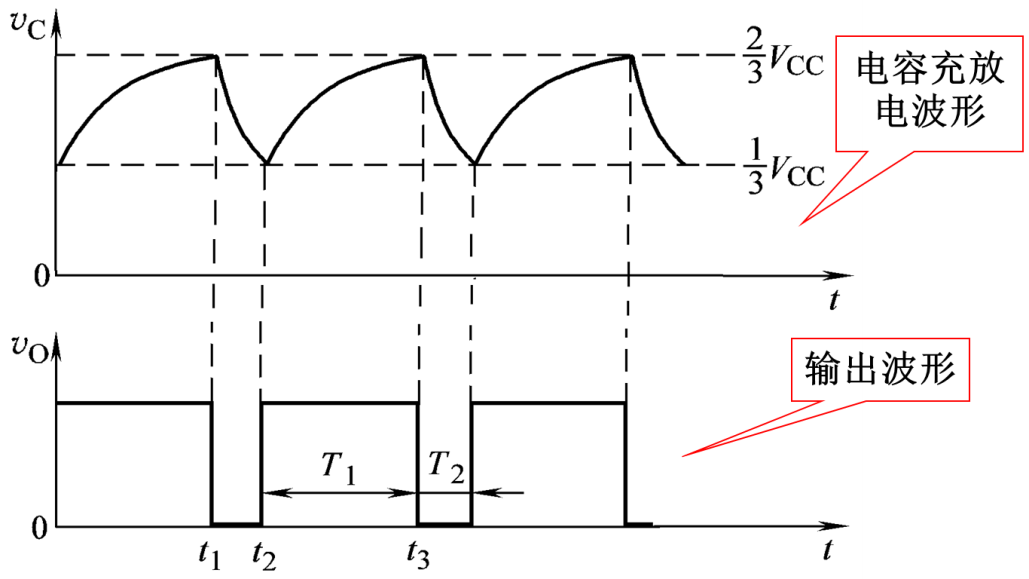 v_C
2/3 V_CC
电容充放
电波形
1/3 V_CC
0
t
v_O
输出波形
T_1
T_2
0
t_1
t_2
t_3
t